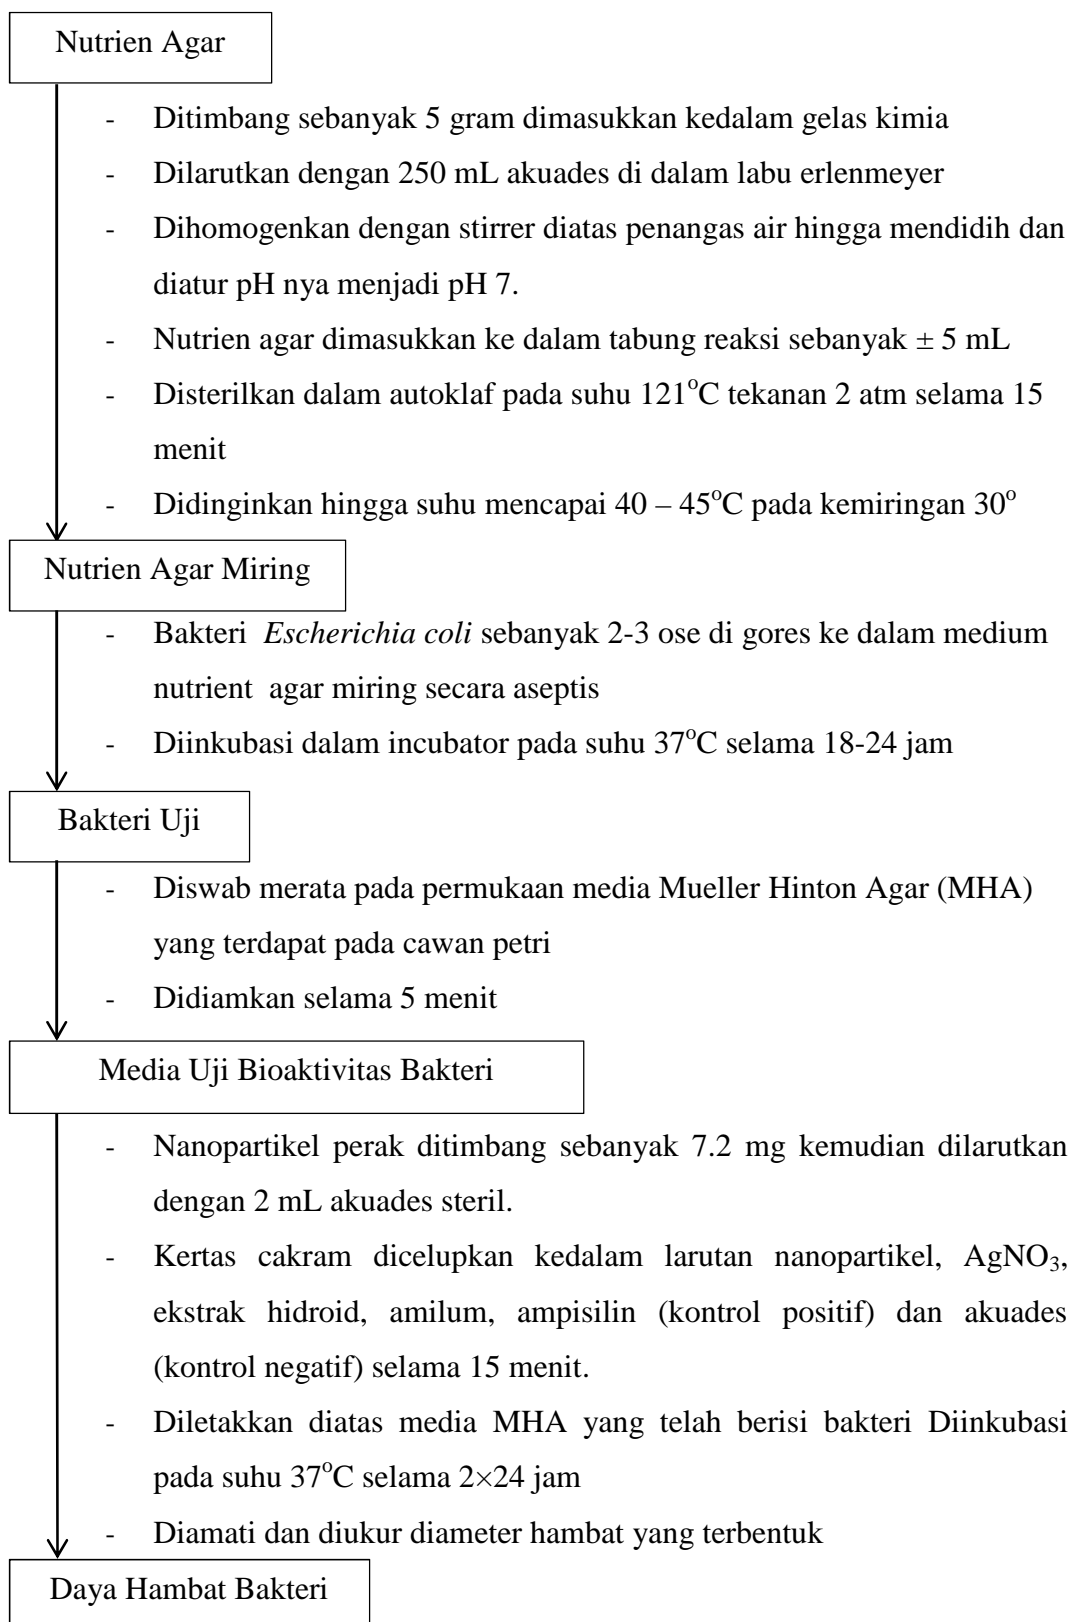 Nutrien Agar
- Ditimbang sebanyak 5 gram dimasukkan kedalam gelas kimia
- Dilarutkan dengan 250 mL akuades di dalam labu erlenmeyer
- Dihomogenkan dengan stirrer diatas penangas air hingga mendidih dan
diatur pH nya menjadi pH 7.
- Nutrien agar dimasukkan ke dalam tabung reaksi sebanyak ± 5 mL
- Disterilkan dalam autoklaf pada suhu 121°C tekanan 2 atm selama 15
menit
- Didinginkan hingga suhu mencapai 40 – 45°C pada kemiringan 30°
Nutrien Agar Miring
- Bakteri Escherichia coli sebanyak 2-3 ose di gores ke dalam medium
nutrient agar miring secara aseptis
- Diinkubasi dalam incubator pada suhu 37°C selama 18-24 jam
Bakteri Uji
- Diswab merata pada permukaan media Mueller Hinton Agar (MHA)
yang terdapat pada cawan petri
- Didiamkan selama 5 menit
Media Uji Bioaktivitas Bakteri
- Nanopartikel perak ditimbang sebanyak 7.2 mg kemudian dilarutkan
dengan 2 mL akuades steril.
- Kertas cakram dicelupkan kedalam larutan nanopartikel, AgNO₃,
ekstrak hidroid, amilum, ampisilin (kontrol positif) dan akuades
(kontrol negatif) selama 15 menit.
- Diletakkan diatas media MHA yang telah berisi bakteri Diinkubasi
pada suhu 37°C selama 2×24 jam
- Diamati dan diukur diameter hambat yang terbentuk
Daya Hambat Bakteri